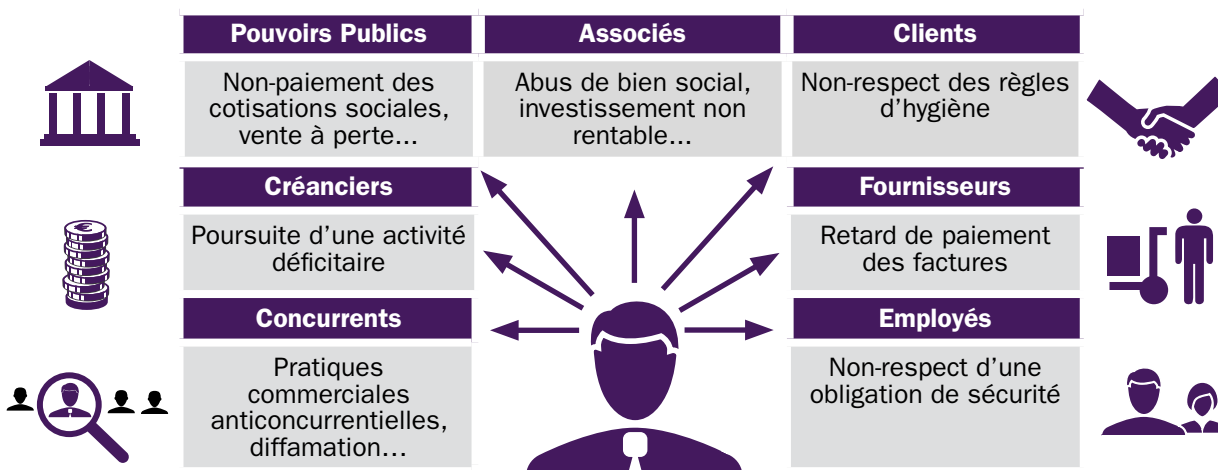 Pouvoirs Publics
Non-paiement des
cotisations sociales,
vente à perte...
Associés
Abus de bien social,
investissement non
rentable...
Clients
Non-respect des règles
d'hygiène
Créanciers
Poursuite d'une activité
déficitaire
Fournisseurs
Retard de paiement
des factures
Concurrents
Pratiques
commerciales
anticoncurrentielles,
diffamation...
Employés
Non-respect d'une
obligation de sécurité
€